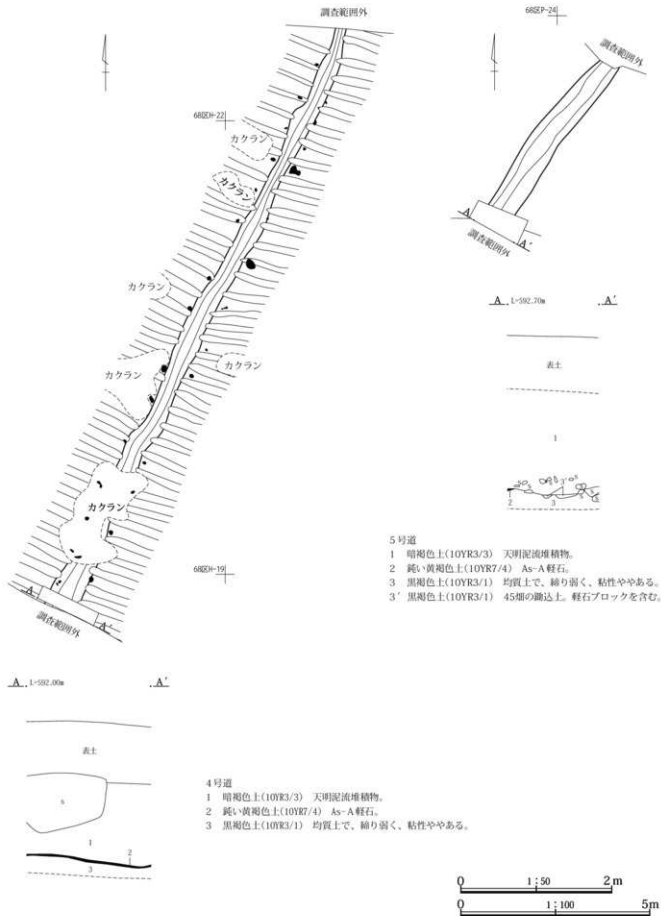 調査範囲外
68区H-22
カクラン
カクラン
カクラン
カクラン
カクラン
カクラン
68区H-19
A A'
調査範囲外
68区P-24
調査範囲外
A A'
調査範囲外
A L=592.70m A'
表土
1
2 3 3'
5号道
1 暗褐色土(10YR3/3) 天明泥流堆積物。
2 鈍い黄褐色土(10YR7/4) As-A軽石。
3 黒褐色土(10YR3/1) 均質土で、締り弱く、粘性ややある。
3' 黒褐色土(10YR3/1) 45畑の鋤込土。軽石ブロックを含む。
A L=592.00m A'
表土
1
2
3
4号道
1 暗褐色土(10YR3/3) 天明泥流堆積物。
2 鈍い黄褐色土(10YR7/4) As-A軽石。
3 黒褐色土(10YR3/1) 均質土で、締り弱く、粘性ややある。
0 1:50 2m
0 1:100 5m